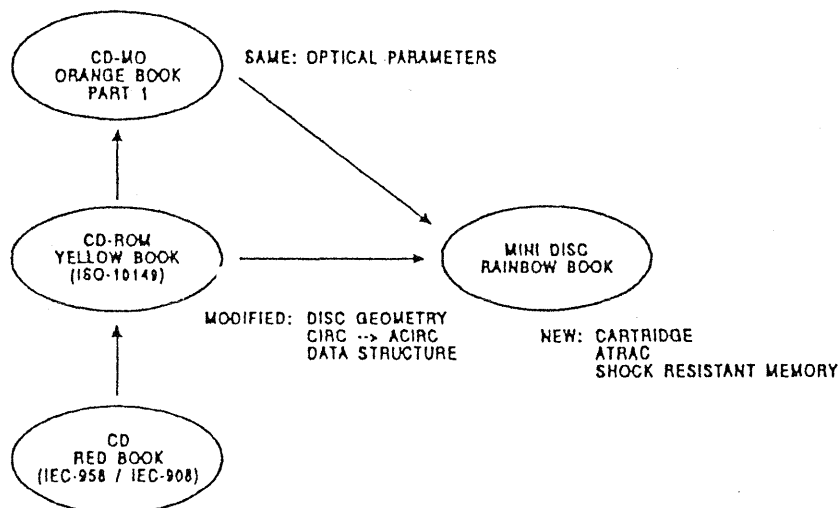 CD-MO
ORANGE BOOK
PART 1
SAME: OPTICAL PARAMETERS
CD-ROM
YELLOW BOOK
(ISO-10149)
MINI DISC
RAINBOW BOOK
MODIFIED: DISC GEOMETRY
CIRC --> ACIRC
DATA STRUCTURE
NEW: CARTRIDGE
ATRAC
SHOCK RESISTANT MEMORY
CD
RED BOOK
(IEC-958 / IEC-908)